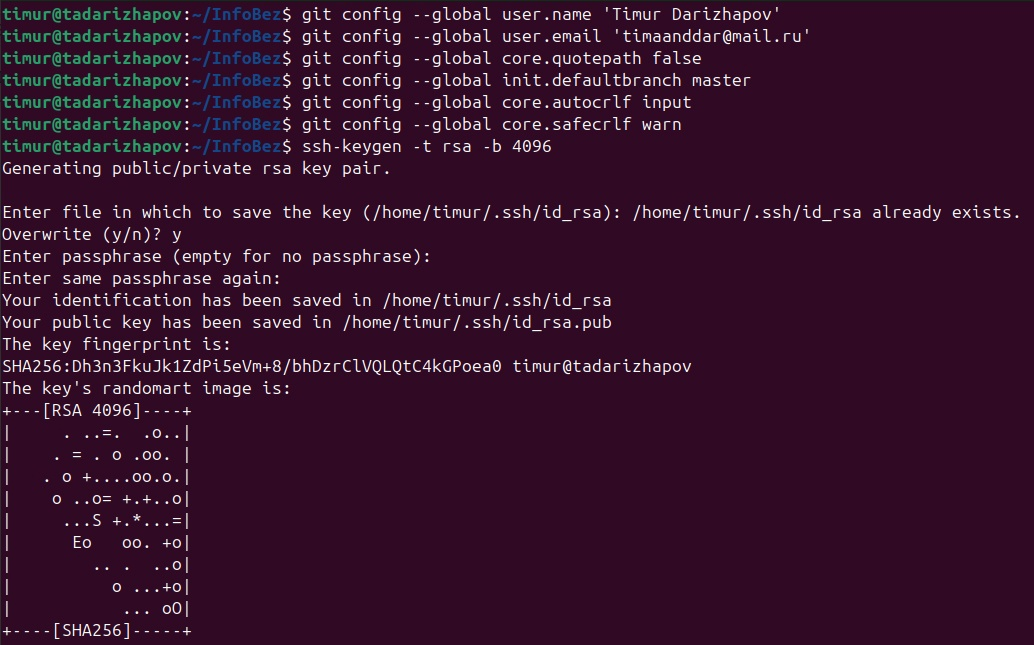 timur@tadarizhapov:~/InfoBez$ git config --global user.name 'Timur Darizhapov'
timur@tadarizhapov:~/InfoBez$ git config --global user.email 'timaanddar@mail.ru'
timur@tadarizhapov:~/InfoBez$ git config --global core.quotepath false
timur@tadarizhapov:~/InfoBez$ git config --global init.defaultbranch master
timur@tadarizhapov:~/InfoBez$ git config --global core.autocrlf input
timur@tadarizhapov:~/InfoBez$ git config --global core.safecrlf warn
timur@tadarizhapov:~/InfoBez$ ssh-keygen -t rsa -b 4096
Generating public/private rsa key pair.

Enter file in which to save the key (/home/timur/.ssh/id_rsa): /home/timur/.ssh/id_rsa already exists.
Overwrite (y/n)? y
Enter passphrase (empty for no passphrase):
Enter same passphrase again:
Your identification has been saved in /home/timur/.ssh/id_rsa
Your public key has been saved in /home/timur/.ssh/id_rsa.pub
The key fingerprint is:
SHA256:Dh3n3FkuJk1ZdPi5eVm+8/bhDzrClVQLQtC4kGPoea0 timur@tadarizhapov
The key's randomart image is:
+---[RSA 4096]----+
|     . ..=.  .o..|
|    . = . o .oo. |
|   . o +....oo.o.|
|    o ..o= +.+..o|
|     ...S +.*...=|
|      Eo   oo. +o|
|        .. .  ..o|
|          o ...+o|
|           ... oO|
+----[SHA256]-----+